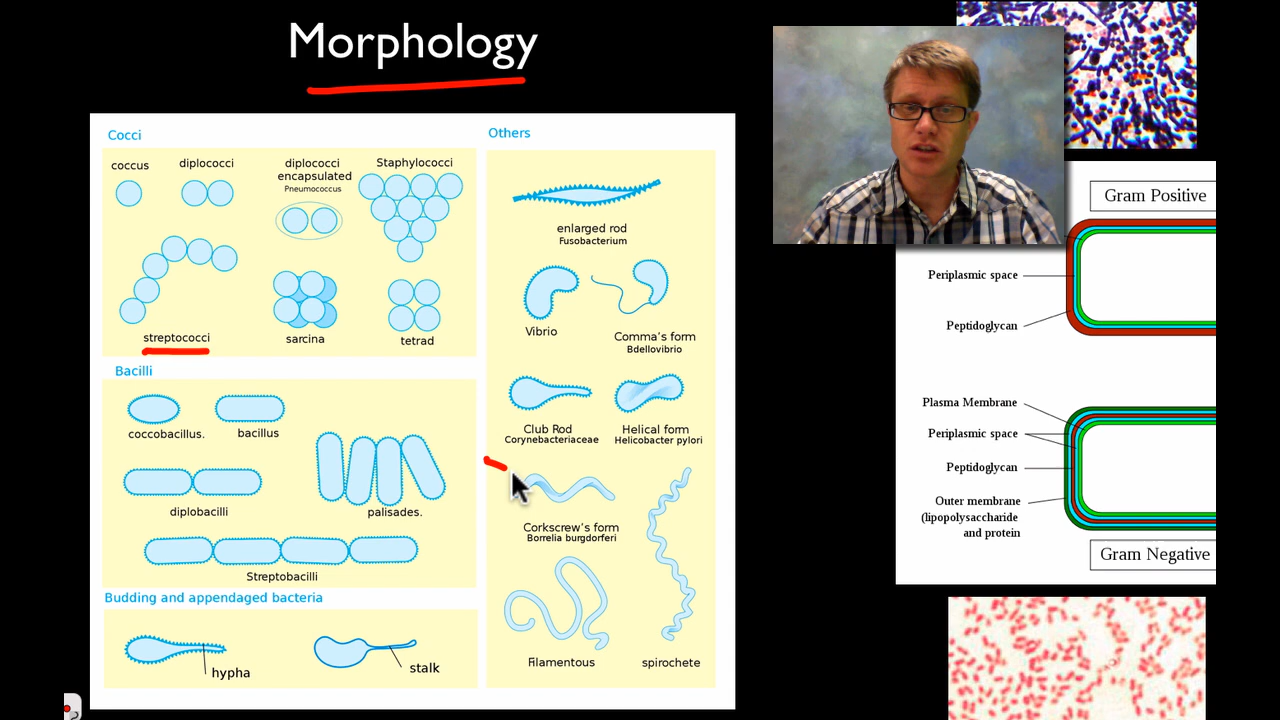 Morphology
Cocci
coccus
diplococci
diplococci
encapsulated
Pneumococcus
Staphylococci
streptococci
sarcina
tetrad
Bacilli
coccobacillus.
bacillus
diplobacilli
palisades.
Streptobacilli
Budding and appendaged bacteria
hypha
stalk
Others
enlarged rod
Fusobacterium
Vibrio
Comma's form
Bdellovibrio
Club Rod
Corynebacteriaceae
Helical form
Helicobacter pylori
Corkscrew's form
Borrelia burgdorferi
Filamentous
spirochete
Gram Positive
Periplasmic space
Peptidoglycan
Plasma Membrane
Periplasmic space
Peptidoglycan
Outer membrane
(lipopolysaccharide
and protein
Gram Negative